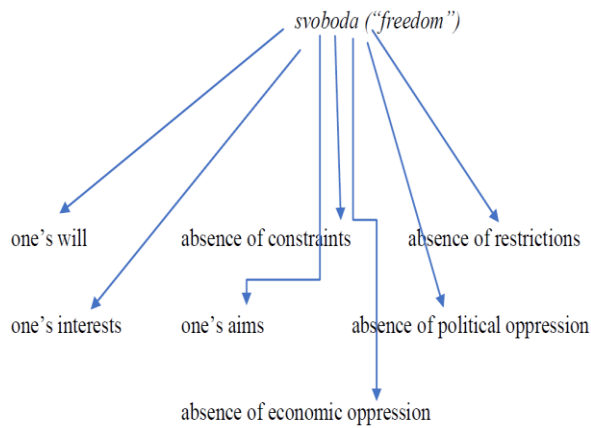 svoboda (“freedom”)
one’s will absence of constraints absence of restrictions
one’s interests one’s aims absence of political oppression
absence of economic oppression